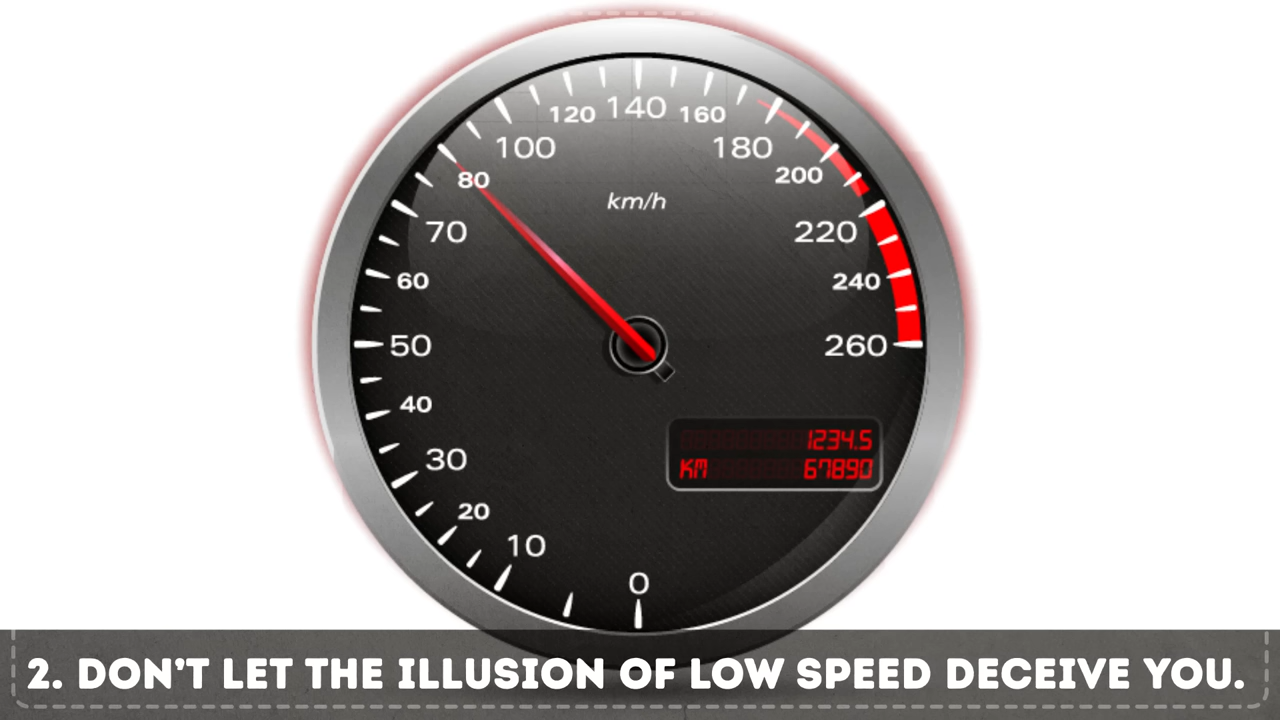 120 140 160
100 180
80 200
km/h
70 220
60 240
50 260
40
1234.5
30
KM 67890
20
10
0
2. DON'T LET THE ILLUSION OF LOW SPEED DECEIVE YOU.